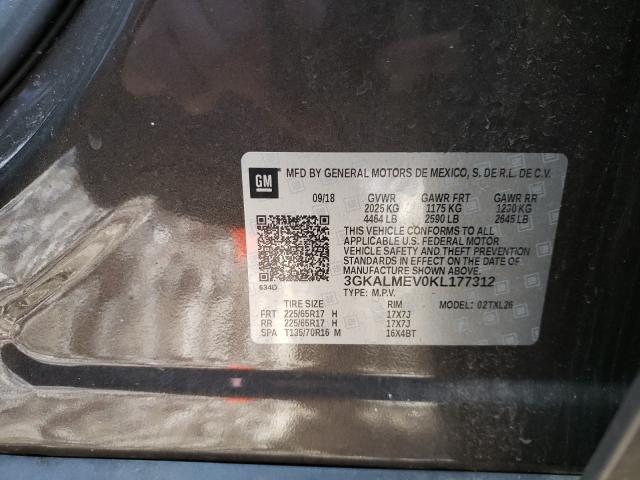 GM
MFD BY GENERAL MOTORS DE MEXICO, S. DE R.L. DE C.V.
09/18 GVWR GAWR FRT GAWR RR
2025 KG 1175 KG 1200 KG
4464 LB 2590 LB 2645 LB
THIS VEHICLE CONFORMS TO ALL
APPLICABLE U.S. FEDERAL MOTOR
VEHICLE SAFETY AND THEFT PREVENTION
STANDARDS IN EFFECT ON THE DATE OF
MANUFACTURE SHOWN ABOVE.
3GKALMEV0KL177312
634D
TYPE: M.P.V.
TIRE SIZE RIM MODEL: 02TXL26
FRT 225/65R17 H 17X7J
RR 225/65R17 H 17X7J
SPA T135/70R16 M 16X4BT